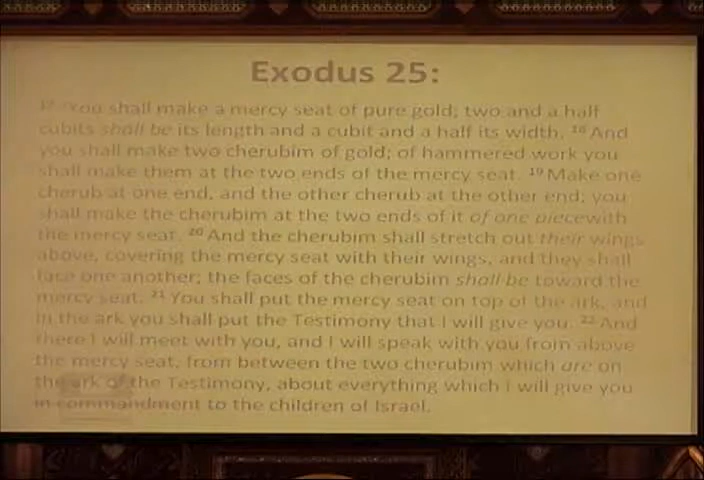 Exodus 25:
17 "You shall make a mercy seat of pure gold; two and a half
cubits shall be its length and a cubit and a half its width. 18 And
you shall make two cherubim of gold; of hammered work you
shall make them at the two ends of the mercy seat. 19 Make one
cherub at one end, and the other cherub at the other end; you
shall make the cherubim at the two ends of it of one piece with
the mercy seat. 20 And the cherubim shall stretch out their wings
above, covering the mercy seat with their wings, and they shall
face one another; the faces of the cherubim shall be toward the
mercy seat. 21 You shall put the mercy seat on top of the ark, and
in the ark you shall put the Testimony that I will give you. 22 And
there I will meet with you, and I will speak with you from above
the mercy seat, from between the two cherubim which are on
the ark of the Testimony, about everything which I will give you
in commandment to the children of Israel.